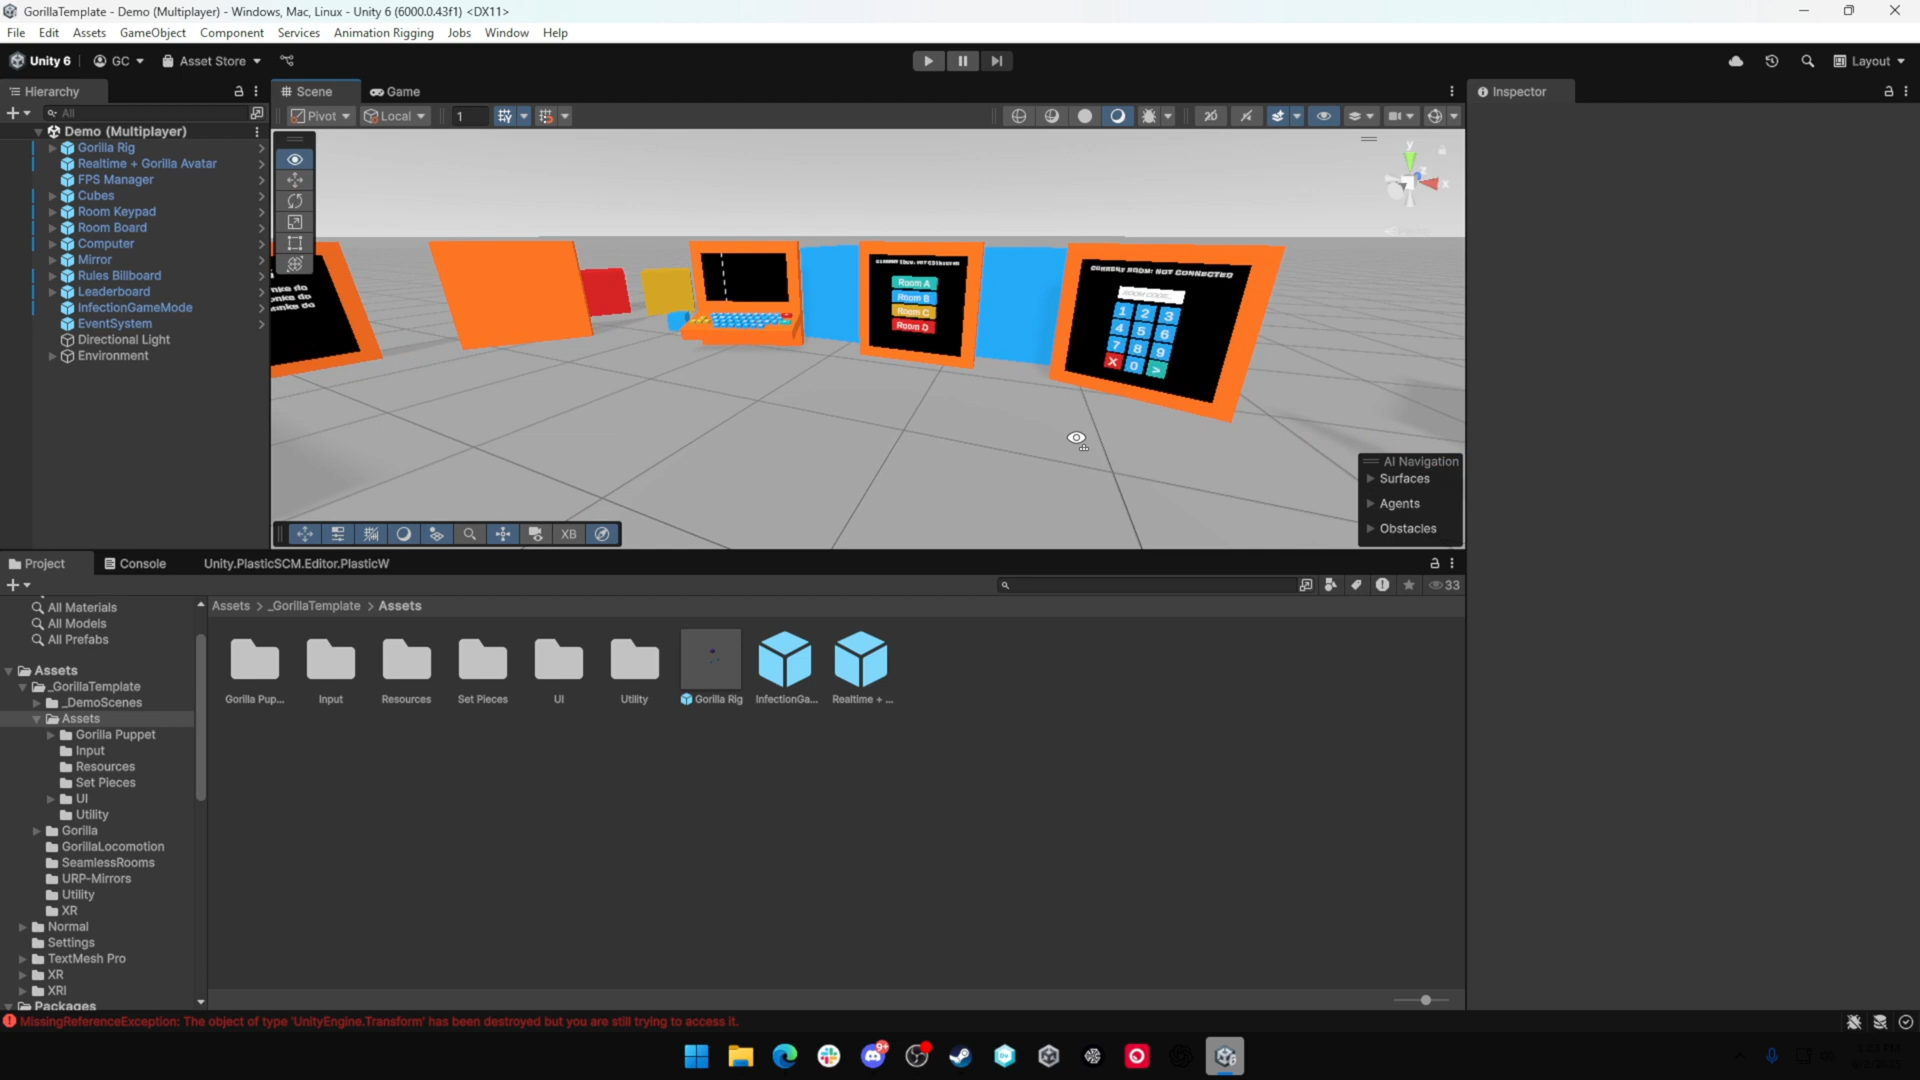 GorillaTemplate - Demo (Multiplayer) - Windows, Mac, Linux - Unity 6 (6000.0.43f1) <DX11>
File Edit Assets GameObject Component Services Animation Rigging Jobs Window Help
Unity 6 GC Asset Store Layout
Hierarchy
All
Demo (Multiplayer)
Gorilla Rig
Realtime + Gorilla Avatar
FPS Manager
Cubes
Room Keypad
Room Board
Computer
Mirror
Rules Billboard
Leaderboard
InfectionGameMode
EventSystem
Directional Light
Environment
Scene Game
Pivot Local 1
Room A
Room B
Room C
Room D
CURRENT ROOM: NOT CONNECTED
ROOM CODE...
1 2 3
4 5 6
7 8 9
X 0 >
y
x
XB
AI Navigation
Surfaces
Agents
Obstacles
Inspector
Project Console Unity.PlasticSCM.Editor.PlasticW
33
All Materials
All Models
All Prefabs
Assets
_GorillaTemplate
_DemoScenes
Assets
Gorilla Puppet
Input
Resources
Set Pieces
UI
Utility
Gorilla
GorillaLocomotion
SeamlessRooms
URP-Mirrors
Utility
XR
Normal
Settings
TextMesh Pro
XR
XRI
Packages
Assets > _GorillaTemplate > Assets
Gorilla Pup... Input Resources Set Pieces UI Utility Gorilla Rig InfectionGa... Realtime + ...
MissingReferenceException: The object of type 'UnityEngine.Transform' has been destroyed but you are still trying to access it.
9+